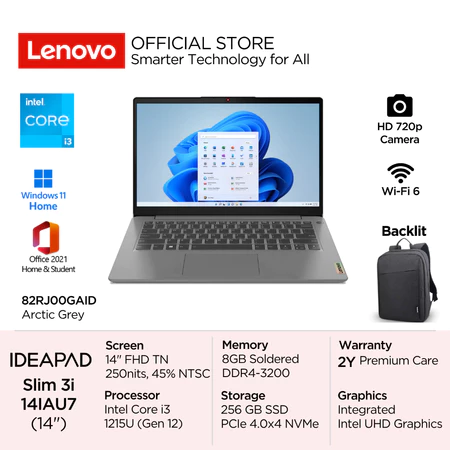 Lenovo
OFFICIAL STORE
Smarter Technology for All
intel
CORE
i3
HD 720p
Camera
Windows 11
Home
Wi-Fi 6
Office 2021
Home & Student
Backlit
82RJ00GAID
Arctic Grey
IDEAPAD
Slim 3i
14IAU7
(14")
Screen
14" FHD TN
250nits, 45% NTSC
Processor
Intel Core i3
1215U (Gen 12)
Memory
8GB Soldered
DDR4-3200
Storage
256 GB SSD
PCIe 4.0x4 NVMe
Warranty
2Y Premium Care
Graphics
Integrated
Intel UHD Graphics